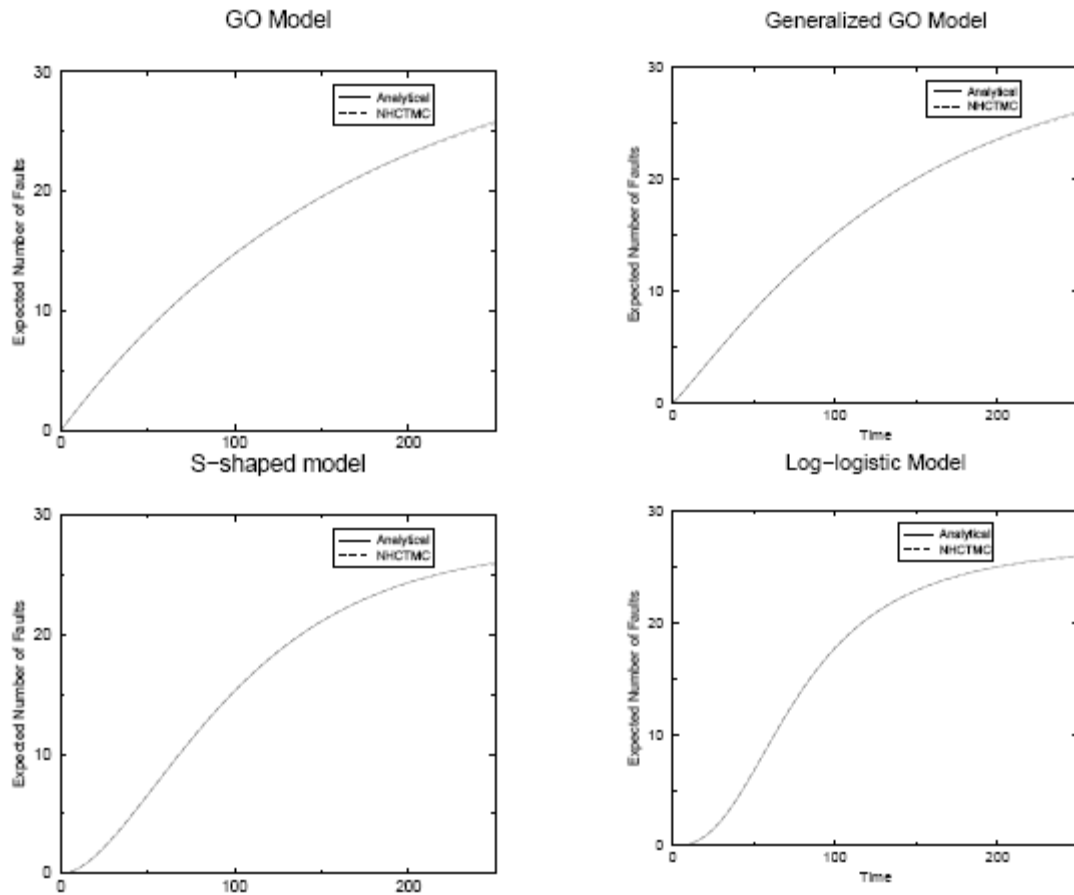 GO Model
30
20
10
0
0
100
200
Expected Number of Faults
Analytical
NHCTMC
Generalized GO Model
30
20
10
0
0
100
200
Expected Number of Faults
Time
Analytical
NHCTMC
S-shaped model
30
20
10
0
0
100
200
Expected Number of Faults
Analytical
NHCTMC
Log-logistic Model
30
20
10
0
0
100
200
Expected Number of Faults
Time
Analytical
NHCTMC